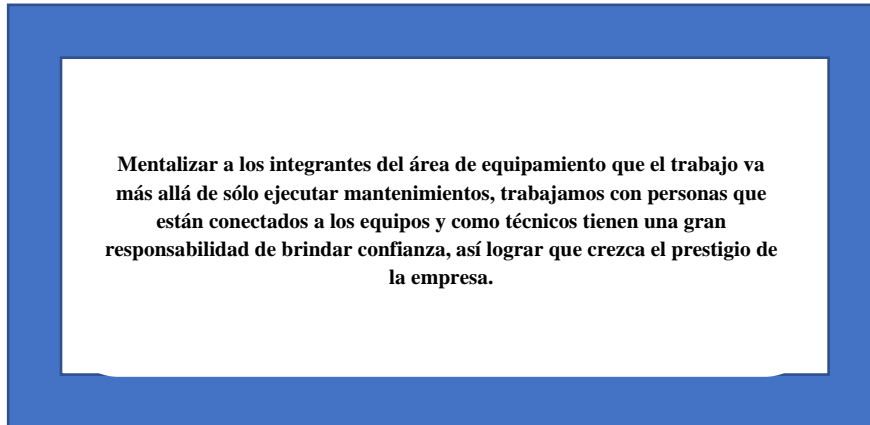 Mentalizar a los integrantes del área de equipamiento que el trabajo va
más allá de sólo ejecutar mantenimientos, trabajamos con personas que
están conectados a los equipos y como técnicos tienen una gran
responsabilidad de brindar confianza, así lograr que crezca el prestigio de
la empresa.